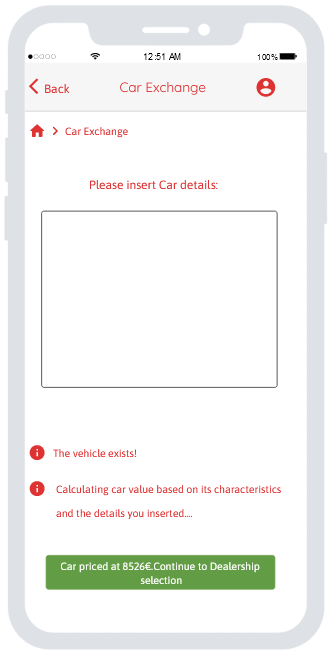 12:51 AM
100%
Back
Car Exchange
Car Exchange
Please insert Car details:
The vehicle exists!
Calculating car value based on its characteristics
and the details you inserted....
Car priced at 8526€.Continue to Dealership
selection